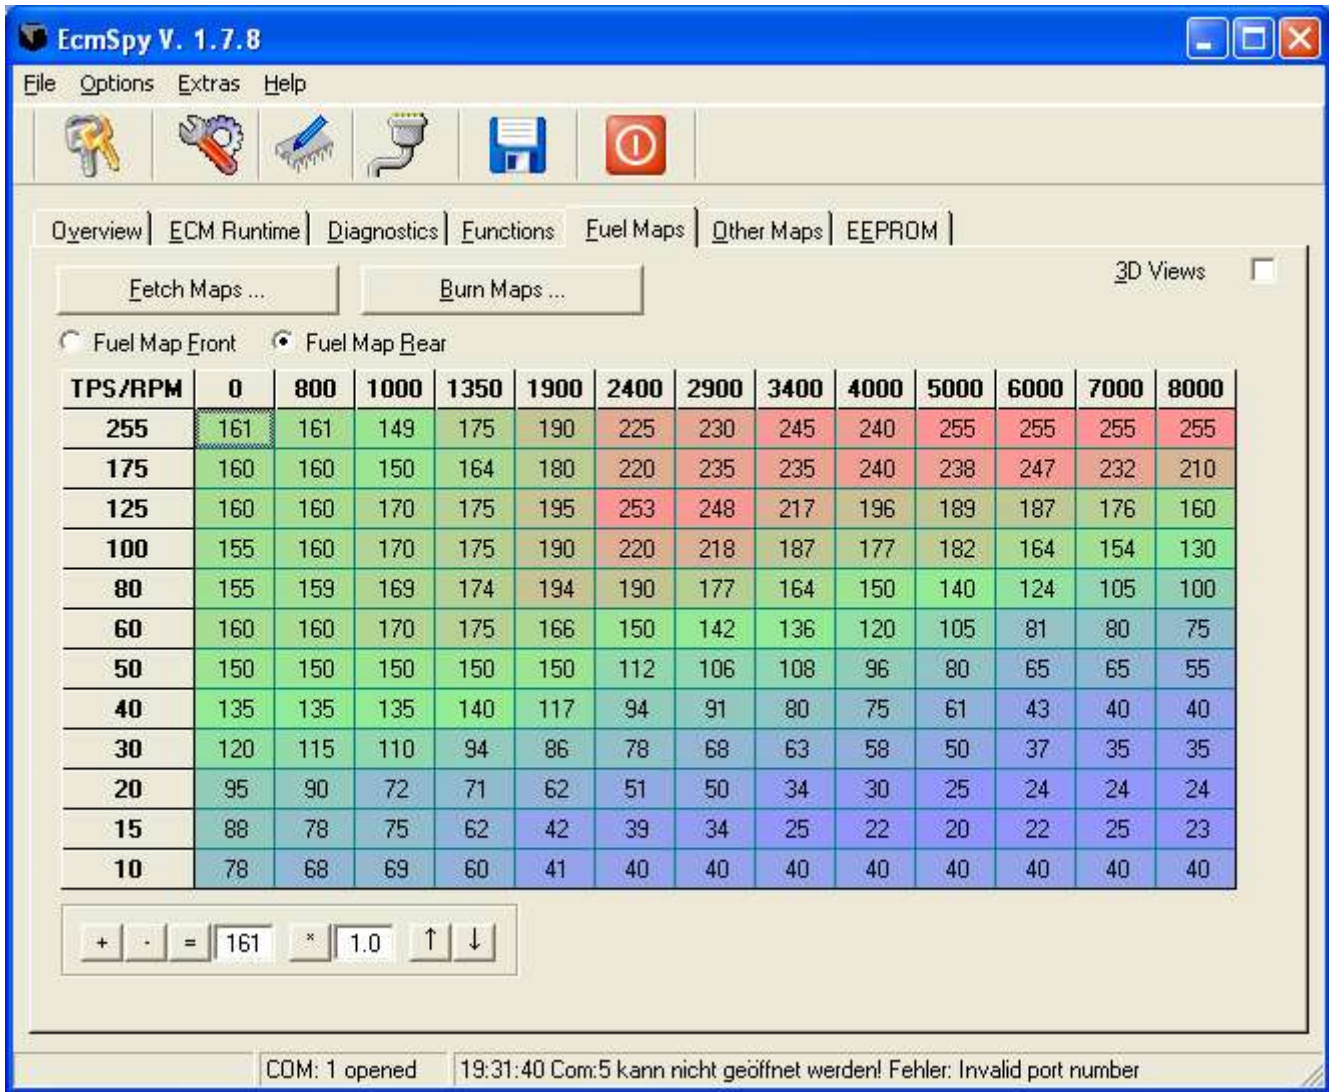 EcmSpy V. 1.7.8
File Options Extras Help
Overview ECM Runtime Diagnostics Functions Fuel Maps Other Maps EEPROM
Fetch Maps ... Burn Maps ... 3D Views
Fuel Map Front Fuel Map Rear
TPS/RPM 0 800 1000 1350 1900 2400 2900 3400 4000 5000 6000 7000 8000
255 161 161 149 175 190 225 230 245 240 255 255 255 255
175 160 160 150 164 180 220 235 235 240 238 247 232 210
125 160 160 170 175 195 253 248 217 196 189 187 176 160
100 155 160 170 175 190 220 218 187 177 182 164 154 130
80 155 159 169 174 194 190 177 164 150 140 124 105 100
60 160 160 170 175 166 150 142 136 120 105 81 80 75
50 150 150 150 150 150 112 106 108 96 80 65 65 55
40 135 135 135 140 117 94 91 80 75 61 43 40 40
30 120 115 110 94 86 78 68 63 58 50 37 35 35
20 95 90 72 71 62 51 50 34 30 25 24 24 24
15 88 78 75 62 42 39 34 25 22 20 22 25 23
10 78 68 69 60 41 40 40 40 40 40 40 40 40
+ - = 161 * 1.0 ↑ ↓
COM: 1 opened 19:31:40 Com:5 kann nicht geöffnet werden! Fehler: Invalid port number